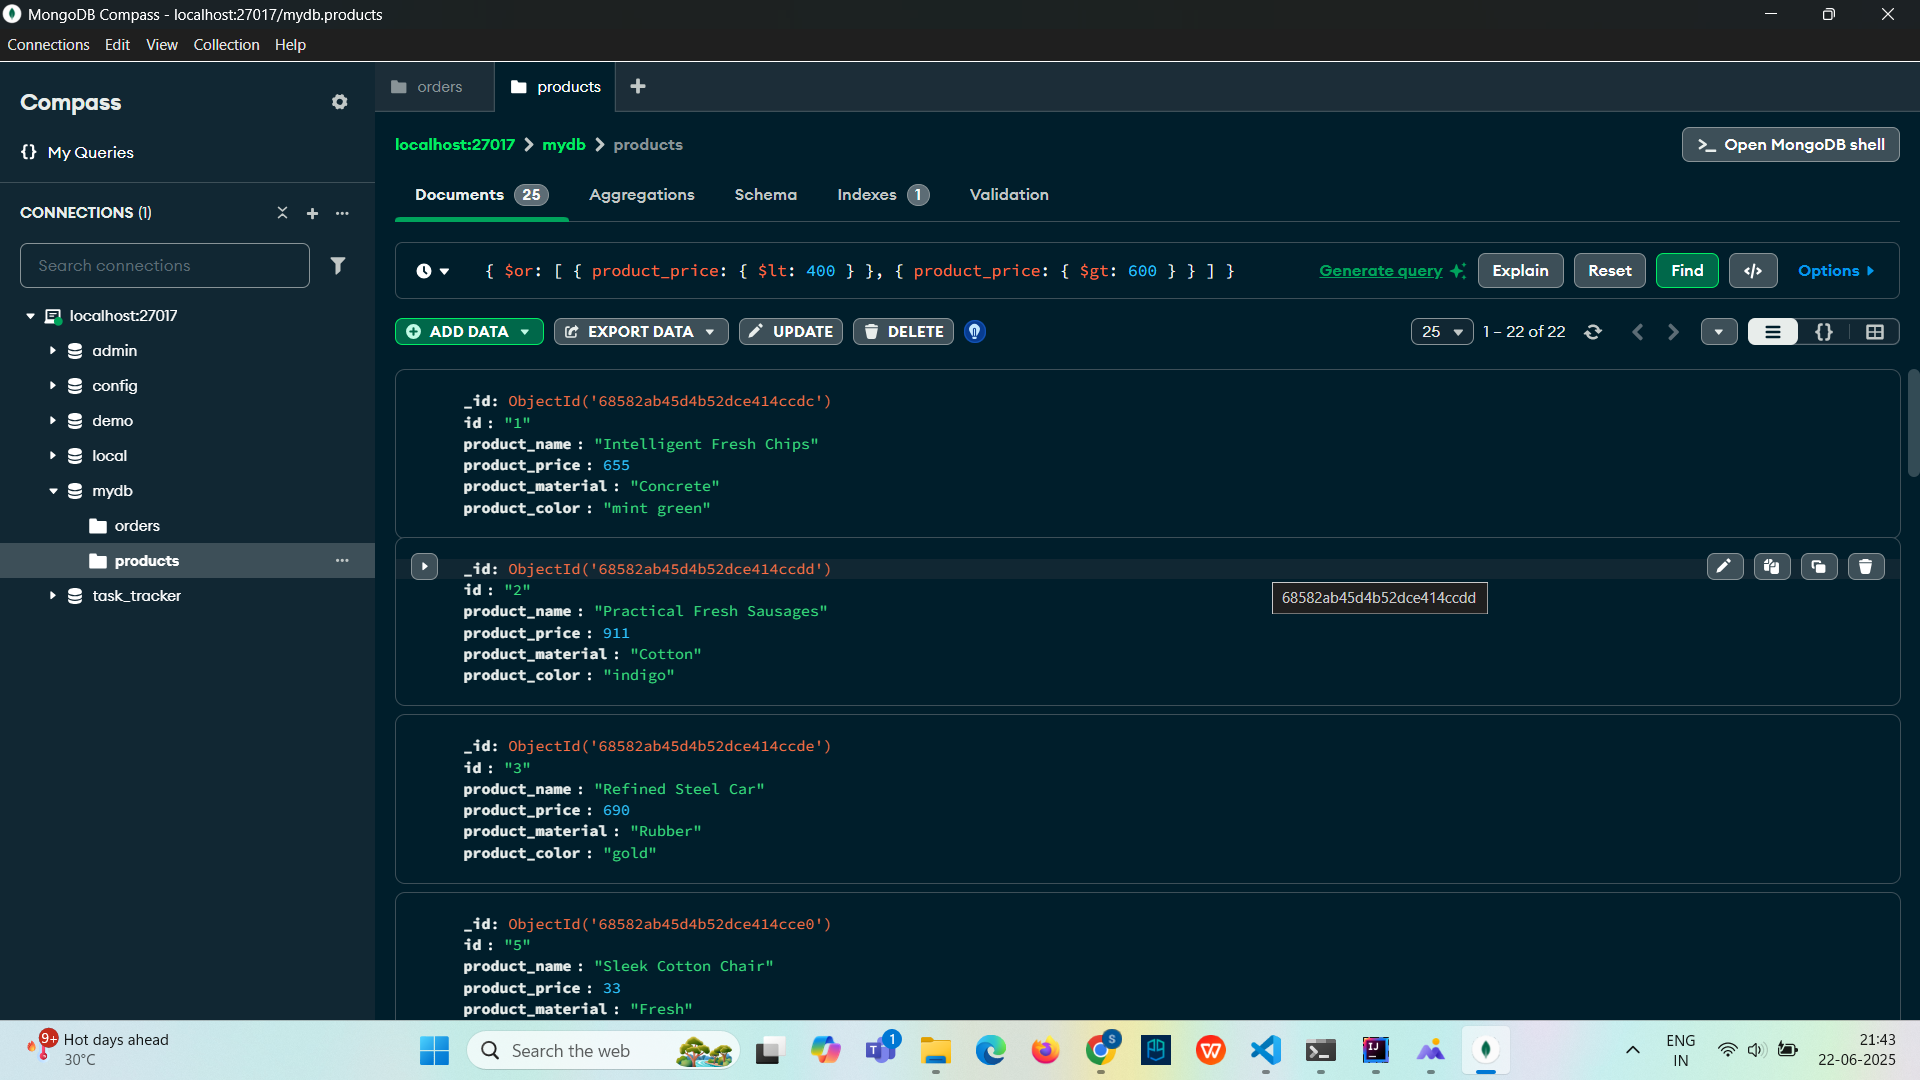 MongoDB Compass - localhost:27017/mydb.products
Connections Edit View Collection Help
Compass
{} My Queries
CONNECTIONS (1)
Search connections
localhost:27017
admin
config
demo
local
mydb
orders
products
task_tracker
orders products
localhost:27017 > mydb > products
>_ Open MongoDB shell
Documents 25 Aggregations Schema Indexes 1 Validation
{ $or: [ { product_price: { $lt: 400 } }, { product_price: { $gt: 600 } } ] }
Generate query Explain Reset Find </> Options
ADD DATA EXPORT DATA UPDATE DELETE
25 1 – 22 of 22 {}
_id: ObjectId('68582ab45d4b52dce414ccdc')
id : "1"
product_name : "Intelligent Fresh Chips"
product_price : 655
product_material : "Concrete"
product_color : "mint green"
_id: ObjectId('68582ab45d4b52dce414ccdd')
id : "2"
product_name : "Practical Fresh Sausages"
product_price : 911
product_material : "Cotton"
product_color : "indigo"
68582ab45d4b52dce414ccdd
_id: ObjectId('68582ab45d4b52dce414ccde')
id : "3"
product_name : "Refined Steel Car"
product_price : 690
product_material : "Rubber"
product_color : "gold"
_id: ObjectId('68582ab45d4b52dce414cce0')
id : "5"
product_name : "Sleek Cotton Chair"
product_price : 33
product_material : "Fresh"
9+
Hot days ahead
30°C
Search the web
T
1
S
W
IJ
ENG
IN
21:43
22-06-2025